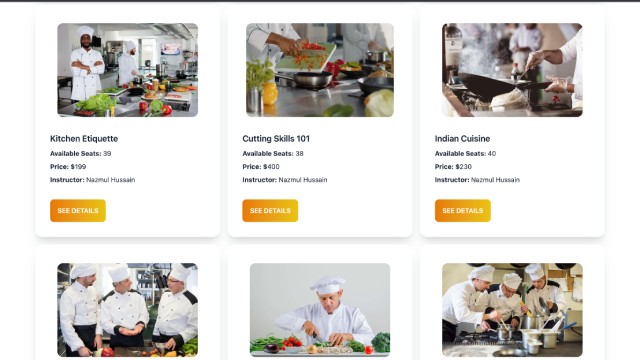 Kitchen Etiquette
Available Seats: 39
Price: $199
Instructor: Nazmul Hussain
SEE DETAILS
Cutting Skills 101
Available Seats: 38
Price: $400
Instructor: Nazmul Hussain
SEE DETAILS
Indian Cuisine
Available Seats: 40
Price: $230
Instructor: Nazmul Hussain
SEE DETAILS